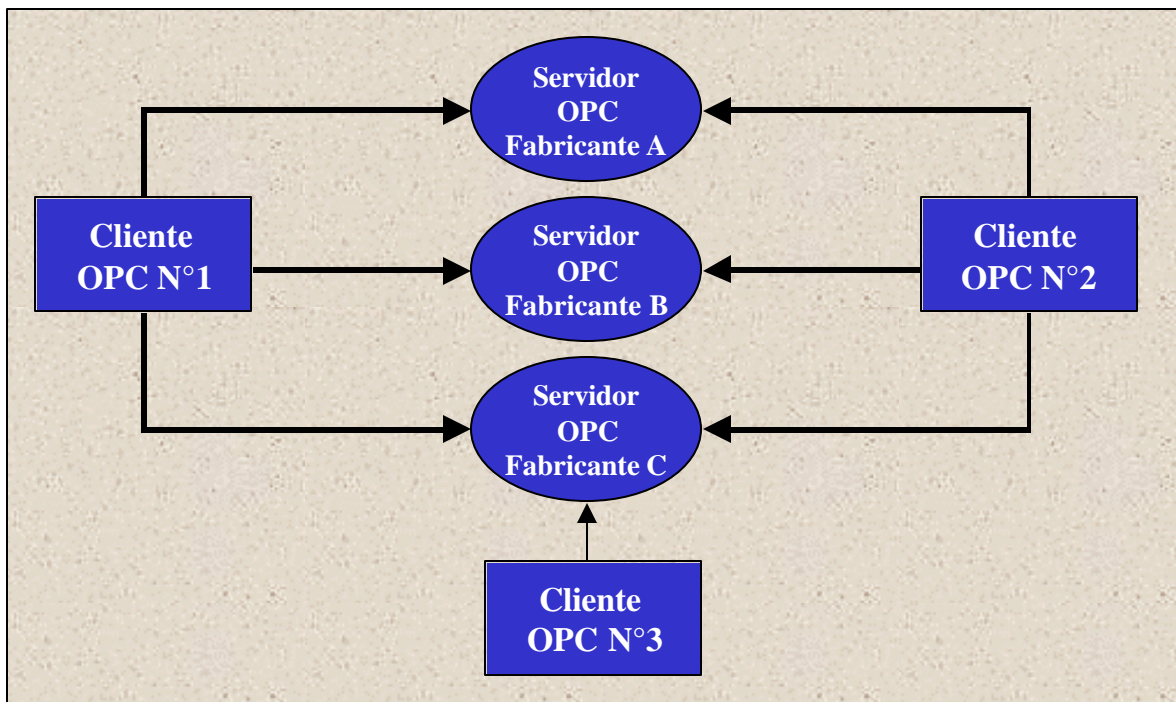 Servidor
OPC
Fabricante A
Cliente
OPC N°1
Servidor
OPC
Fabricante B
Cliente
OPC N°2
Servidor
OPC
Fabricante C
Cliente
OPC N°3